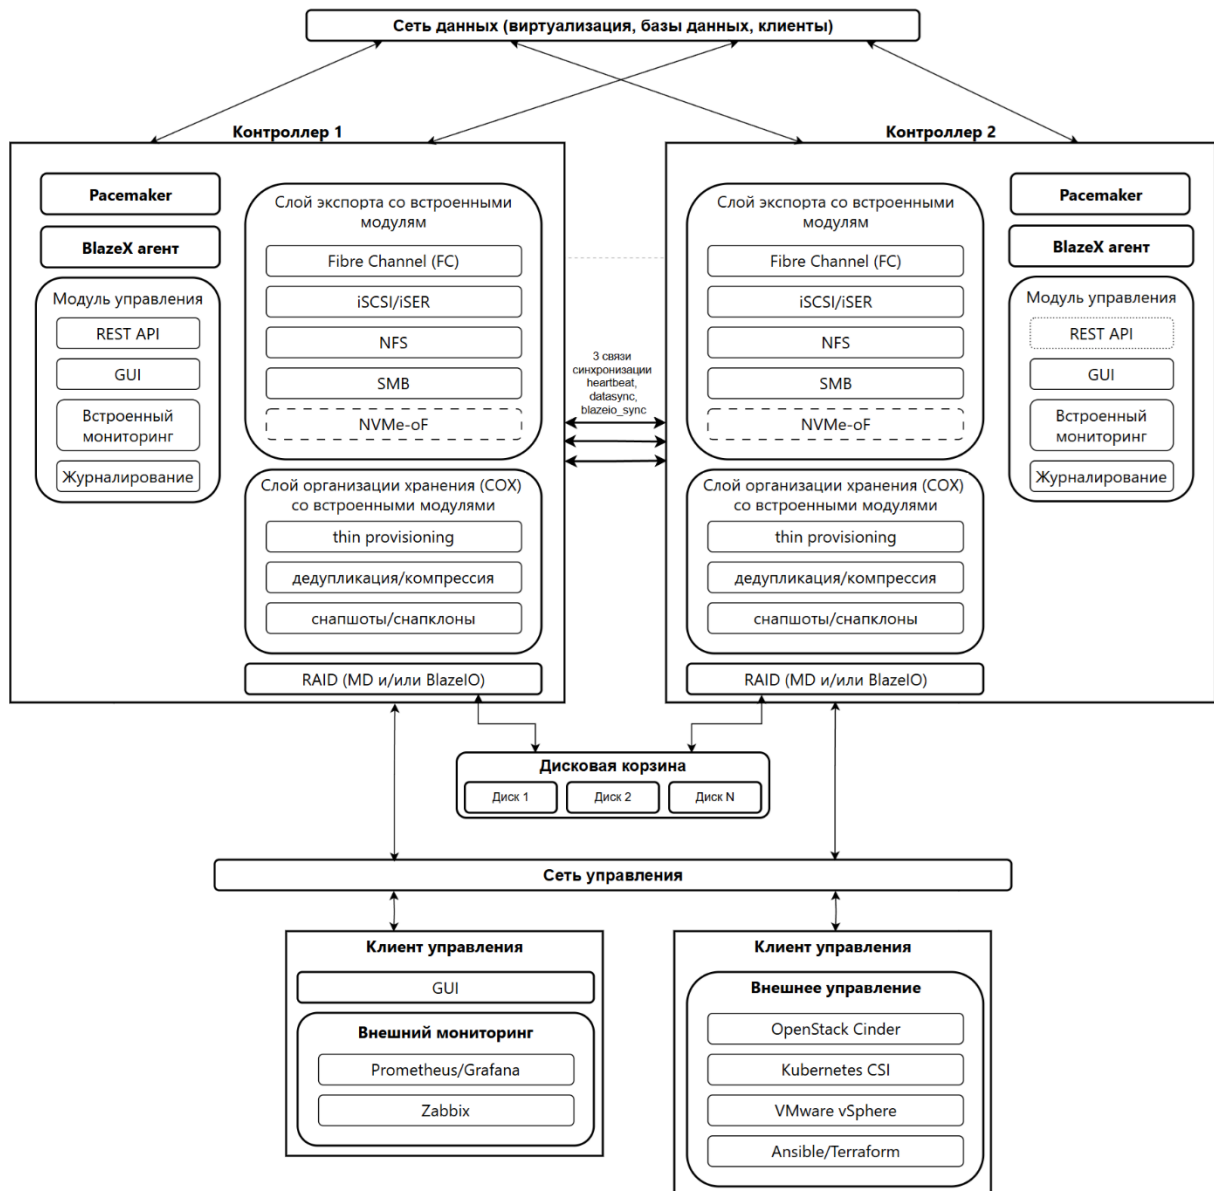 Сеть данных (виртуализация, базы данных, клиенты)
Контроллер 1
Pacemaker
BlazeX агент
Модуль управления
REST API
GUI
Встроенный
мониторинг
Журналирование
Слой экспорта со встроенными
модулям
Fibre Channel (FC)
iSCSI/iSER
NFS
SMB
NVMe-oF
Слой организации хранения (СОХ)
со встроенными модулями
thin provisioning
дедупликация/компрессия
снапшоты/снапклоны
RAID (MD и/или BlazeIO)
3 связи
синхронизации
heartbeat,
datasync,
blazeio_sync
Контроллер 2
Слой экспорта со встроенными
модулям
Fibre Channel (FC)
iSCSI/iSER
NFS
SMB
NVMe-oF
Слой организации хранения (СОХ)
со встроенными модулями
thin provisioning
дедупликация/компрессия
снапшоты/снапклоны
RAID (MD и/или BlazeIO)
Pacemaker
BlazeX агент
Модуль управления
REST API
GUI
Встроенный
мониторинг
Журналирование
Дисковая корзина
Диск 1
Диск 2
Диск N
Сеть управления
Клиент управления
GUI
Внешний мониторинг
Prometheus/Grafana
Zabbix
Клиент управления
Внешнее управление
OpenStack Cinder
Kubernetes CSI
VMware vSphere
Ansible/Terraform